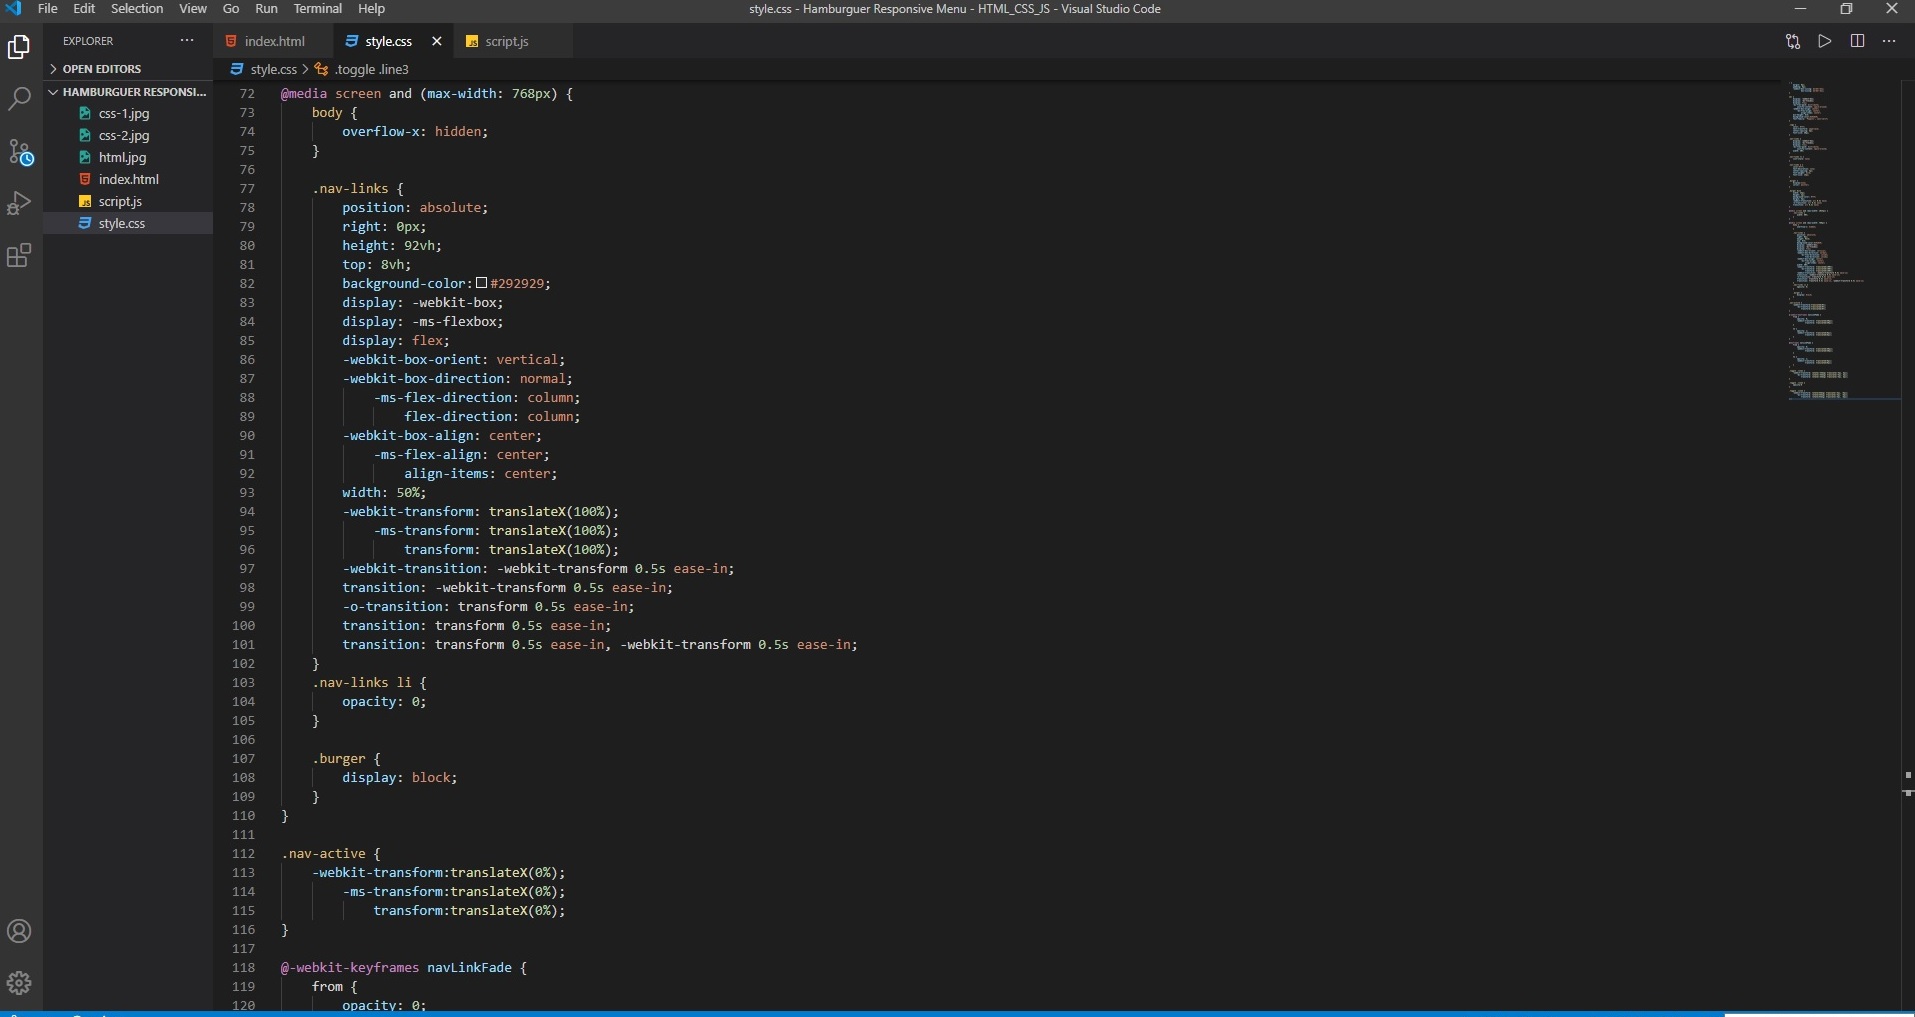 File Edit Selection View Go Run Terminal Help
style.css - Hamburguer Responsive Menu - HTML_CSS_JS - Visual Studio Code
EXPLORER
index.html
style.css
script.js
OPEN EDITORS
style.css > .toggle .line3
HAMBURGUER RESPONSI...
css-1.jpg
css-2.jpg
html.jpg
index.html
script.js
style.css
72 @media screen and (max-width: 768px) {
73 body {
74 overflow-x: hidden;
75 }
76
77 .nav-links {
78 position: absolute;
79 right: 0px;
80 height: 92vh;
81 top: 8vh;
82 background-color: #292929;
83 display: -webkit-box;
84 display: -ms-flexbox;
85 display: flex;
86 -webkit-box-orient: vertical;
87 -webkit-box-direction: normal;
88 -ms-flex-direction: column;
89 flex-direction: column;
90 -webkit-box-align: center;
91 -ms-flex-align: center;
92 align-items: center;
93 width: 50%;
94 -webkit-transform: translateX(100%);
95 -ms-transform: translateX(100%);
96 transform: translateX(100%);
97 -webkit-transition: -webkit-transform 0.5s ease-in;
98 transition: -webkit-transform 0.5s ease-in;
99 -o-transition: transform 0.5s ease-in;
100 transition: transform 0.5s ease-in;
101 transition: transform 0.5s ease-in, -webkit-transform 0.5s ease-in;
102 }
103 .nav-links li {
104 opacity: 0;
105 }
106
107 .burger {
108 display: block;
109 }
110 }
111
112 .nav-active {
113 -webkit-transform:translateX(0%);
114 -ms-transform:translateX(0%);
115 transform:translateX(0%);
116 }
117
118 @-webkit-keyframes navLinkFade {
119 from {
120 opacity: 0;